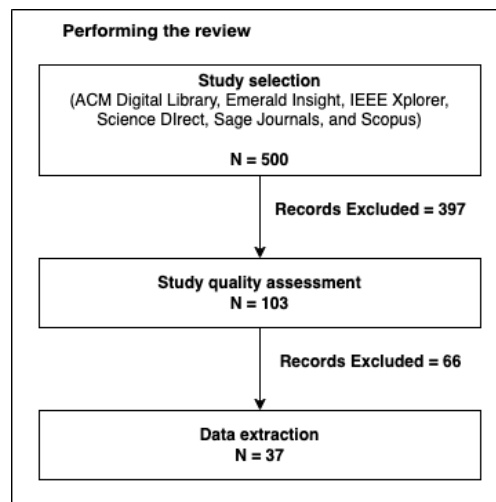 Performing the review
Study selection
(ACM Digital Library, Emerald Insight, IEEE Xplorer,
Science DIrect, Sage Journals, and Scopus)
N = 500
Records Excluded = 397
Study quality assessment
N = 103
Records Excluded = 66
Data extraction
N = 37